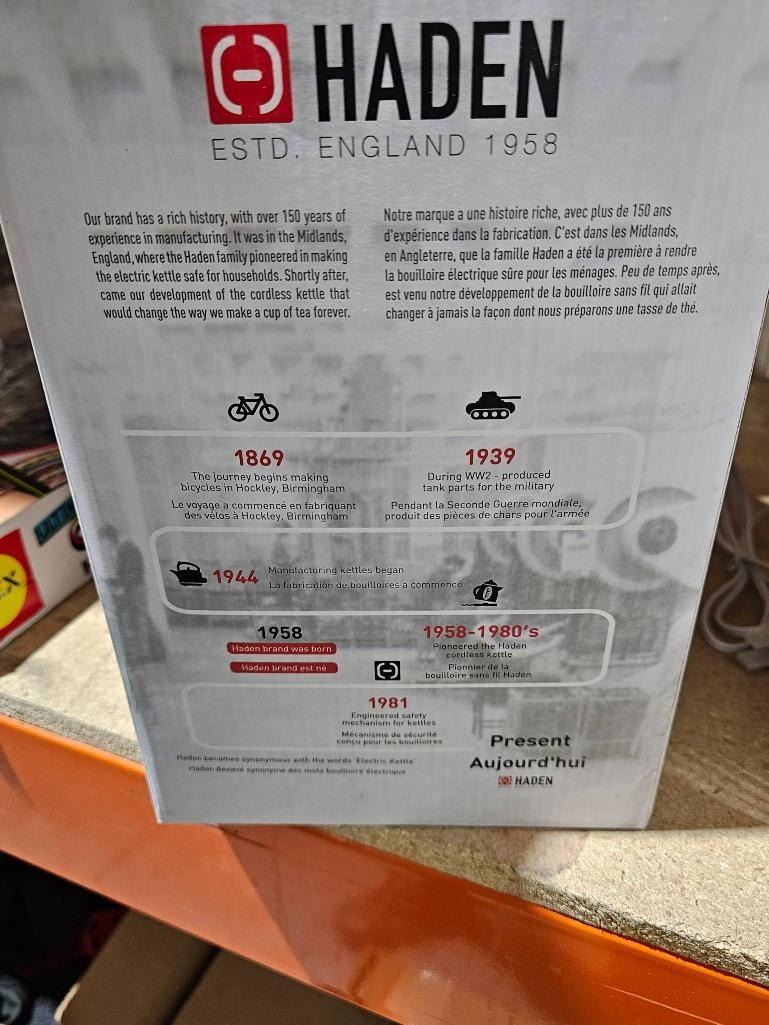 HADEN
ESTD. ENGLAND 1958
Our brand has a rich history, with over 150 years of
experience in manufacturing. It was in the Midlands,
England, where the Haden family pioneered in making
the electric kettle safe for households. Shortly after,
came our development of the cordless kettle that
would change the way we make a cup of tea forever.
Notre marque a une histoire riche, avec plus de 150 ans
d'expérience dans la fabrication. C'est dans les Midlands,
en Angleterre, que la famille Haden a été la première à rendre
la bouilloire électrique sûre pour les ménages. Peu de temps après,
est venu notre développement de la bouilloire sans fil qui allait
changer à jamais la façon dont nous préparons une tasse de thé.
1869
The journey begins making
bicycles in Hockley, Birmingham
Le voyage a commencé en fabriquant
des vélos à Hockley, Birmingham
1939
During WW2 - produced
tank parts for the military
Pendant la Seconde Guerre mondiale,
produit des pièces de chars pour l'armée
1944
Manufacturing kettles began
La fabrication de bouilloires a commencé
1958
Haden brand was born
Haden brand est né
1958-1980's
Pioneered the Haden
cordless kettle
Pionnier de la
bouilloire sans fil Haden
1981
Engineered safety
mechanism for kettles
Mécanisme de sécurité
conçu pour les bouilloires
Haden becomes synonymous with the words 'Electric Kettle'
Haden devient synonyme des mots bouilloire électrique
Present
Aujourd'hui
HADEN